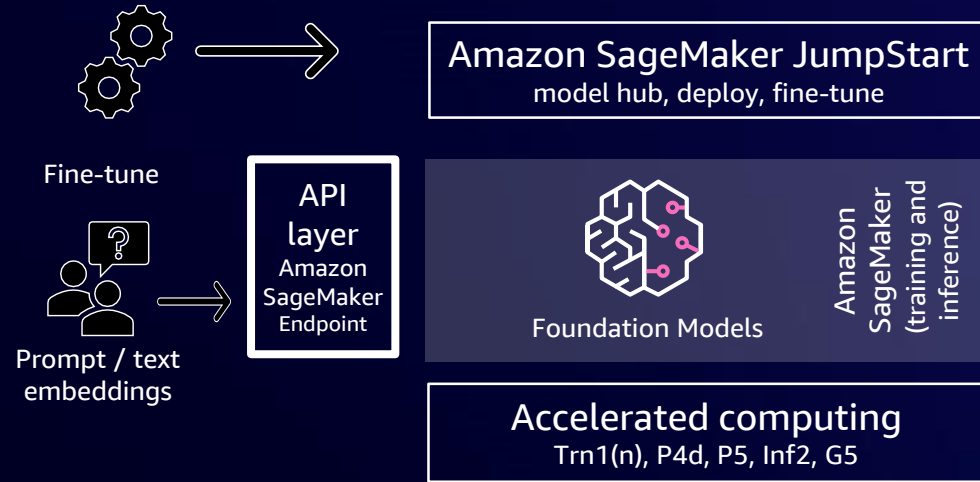 Amazon SageMaker JumpStart
model hub, deploy, fine-tune
Fine-tune
?
Prompt / text
embeddings
API
layer
Amazon
SageMaker
Endpoint
Foundation Models
Amazon
SageMaker
(training and
inference)
Accelerated computing
Trn1(n), P4d, P5, Inf2, G5